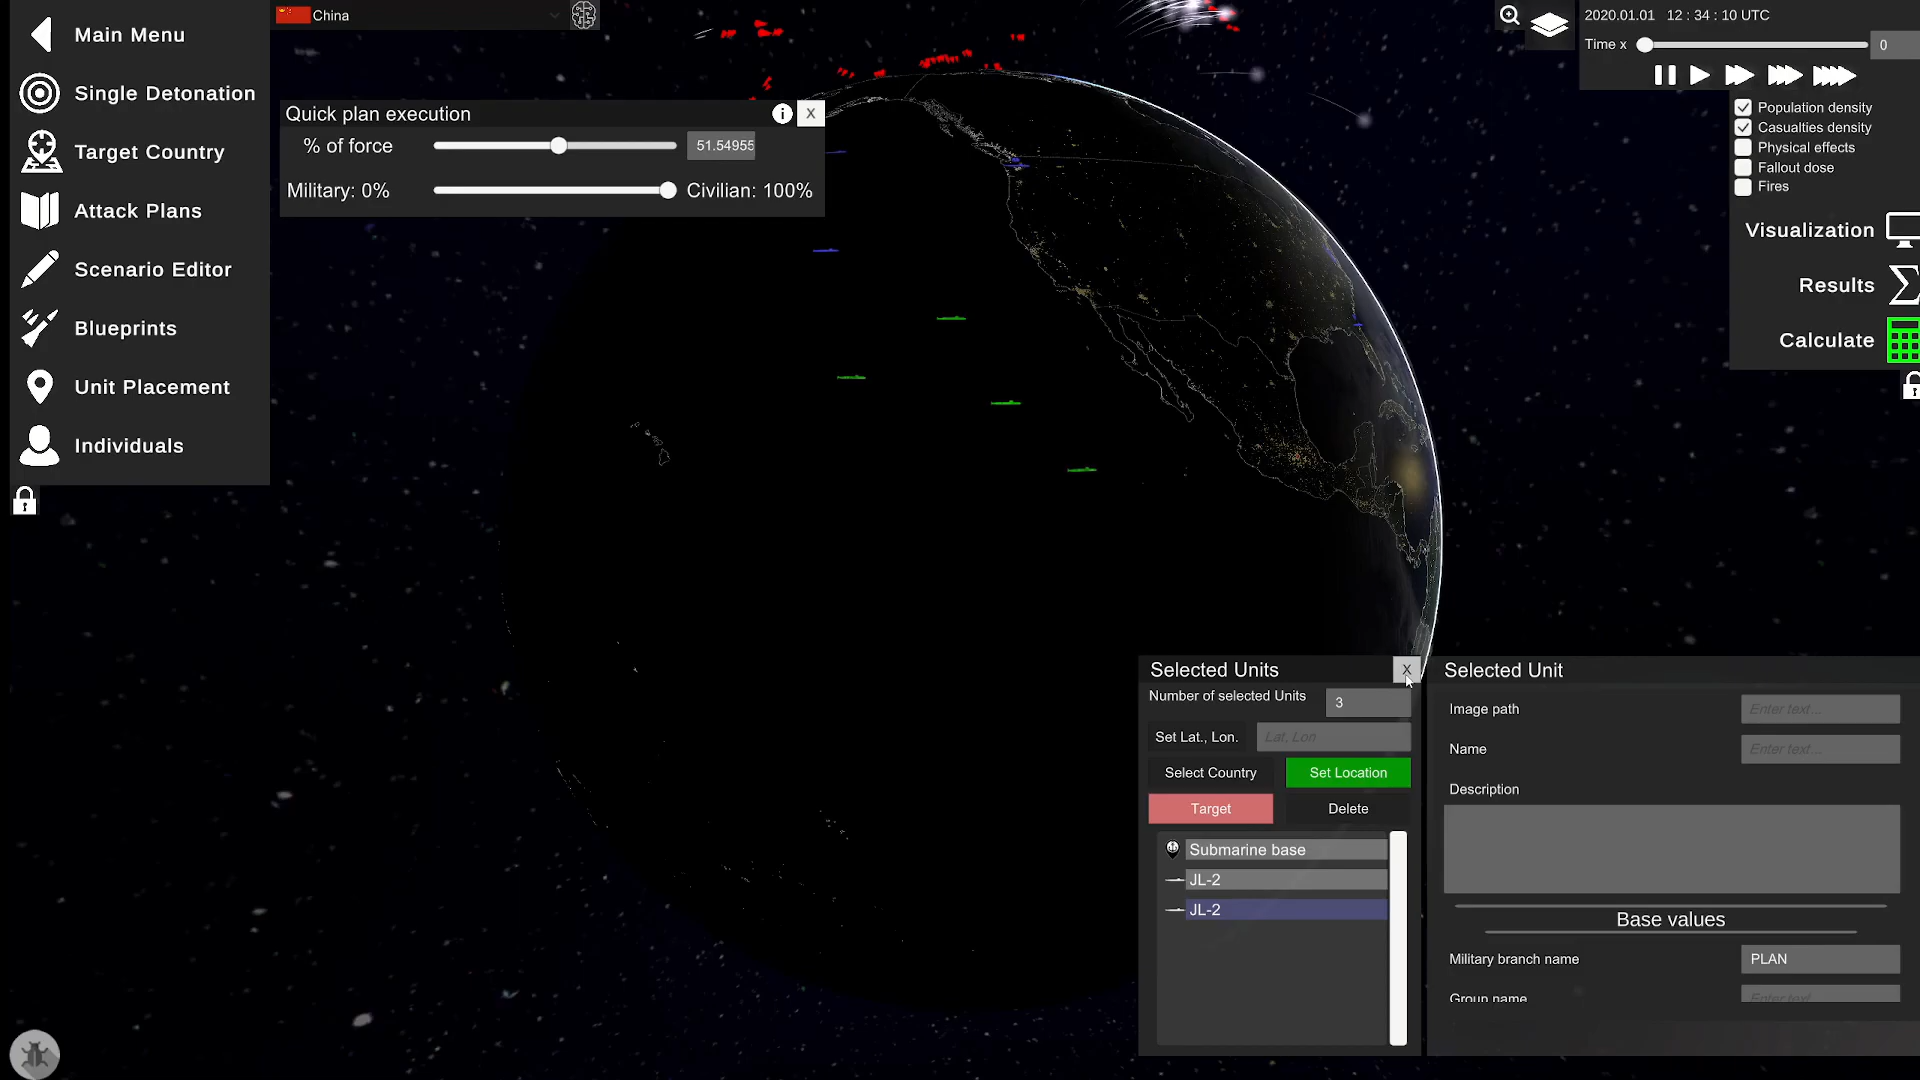 Main Menu
Single Detonation
Target Country
Attack Plans
Scenario Editor
Blueprints
Unit Placement
Individuals
China
Quick plan execution
i
X
% of force
51.54955
Military: 0%
Civilian: 100%
2020.01.01 12 : 34 : 10 UTC
Time x
0
Population density
Casualties density
Physical effects
Fallout dose
Fires
Visualization
Results
Calculate
Selected Units
X
Number of selected Units
3
Set Lat., Lon.
Lat, Lon
Select Country
Set Location
Target
Delete
Submarine base
JL-2
JL-2
Selected Unit
Image path
Enter text...
Name
Enter text...
Description
Base values
Military branch name
PLAN
Group name
Enter text